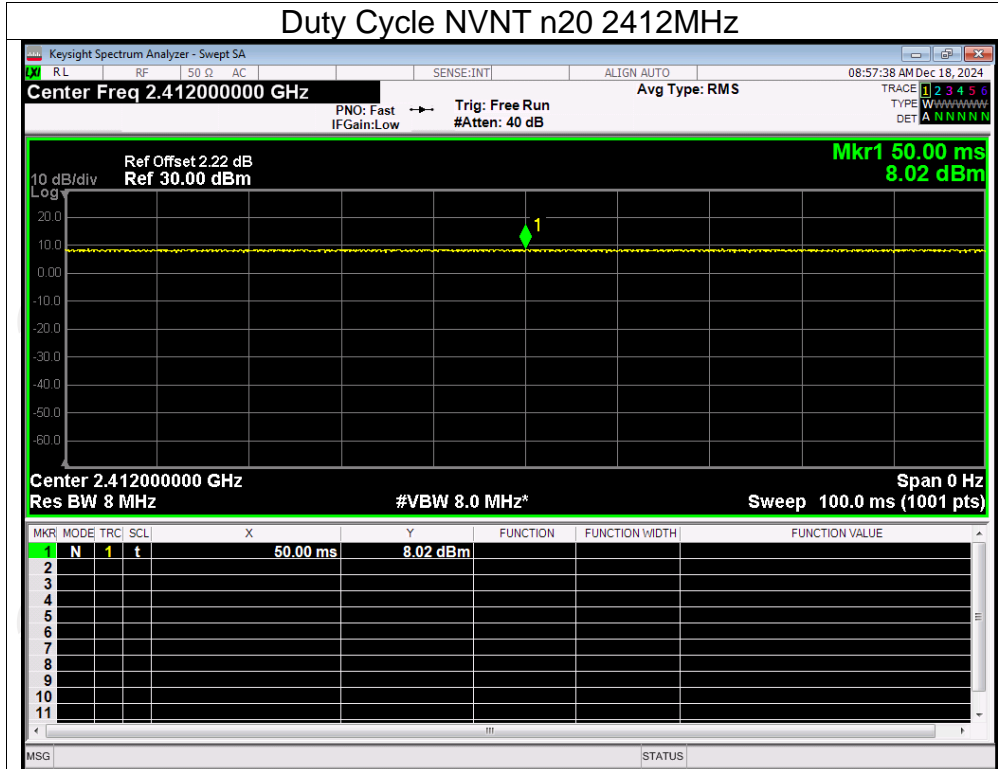 Duty Cycle NVNT n20 2412MHz
Keysight Spectrum Analyzer - Swept SA
LXI RL RF 50 Ω AC SENSE:INT ALIGN AUTO 08:57:38 AM Dec 18, 2024
Center Freq 2.412000000 GHz Avg Type: RMS TRACE 1 2 3 4 5 6
PNO: Fast Trig: Free Run TYPE W
IFGain:Low #Atten: 40 dB DET A N N N N N
Ref Offset 2.22 dB Mkr1 50.00 ms
10 dB/div Ref 30.00 dBm 8.02 dBm
Log
20.0
1
10.0
0.00
-10.0
-20.0
-30.0
-40.0
-50.0
-60.0
Center 2.412000000 GHz Span 0 Hz
Res BW 8 MHz #VBW 8.0 MHz* Sweep 100.0 ms (1001 pts)
MKR MODE TRC SCL X Y FUNCTION FUNCTION WIDTH FUNCTION VALUE
1 N 1 t 50.00 ms 8.02 dBm
2
3
4
5
6
7
8
9
10
11
MSG STATUS